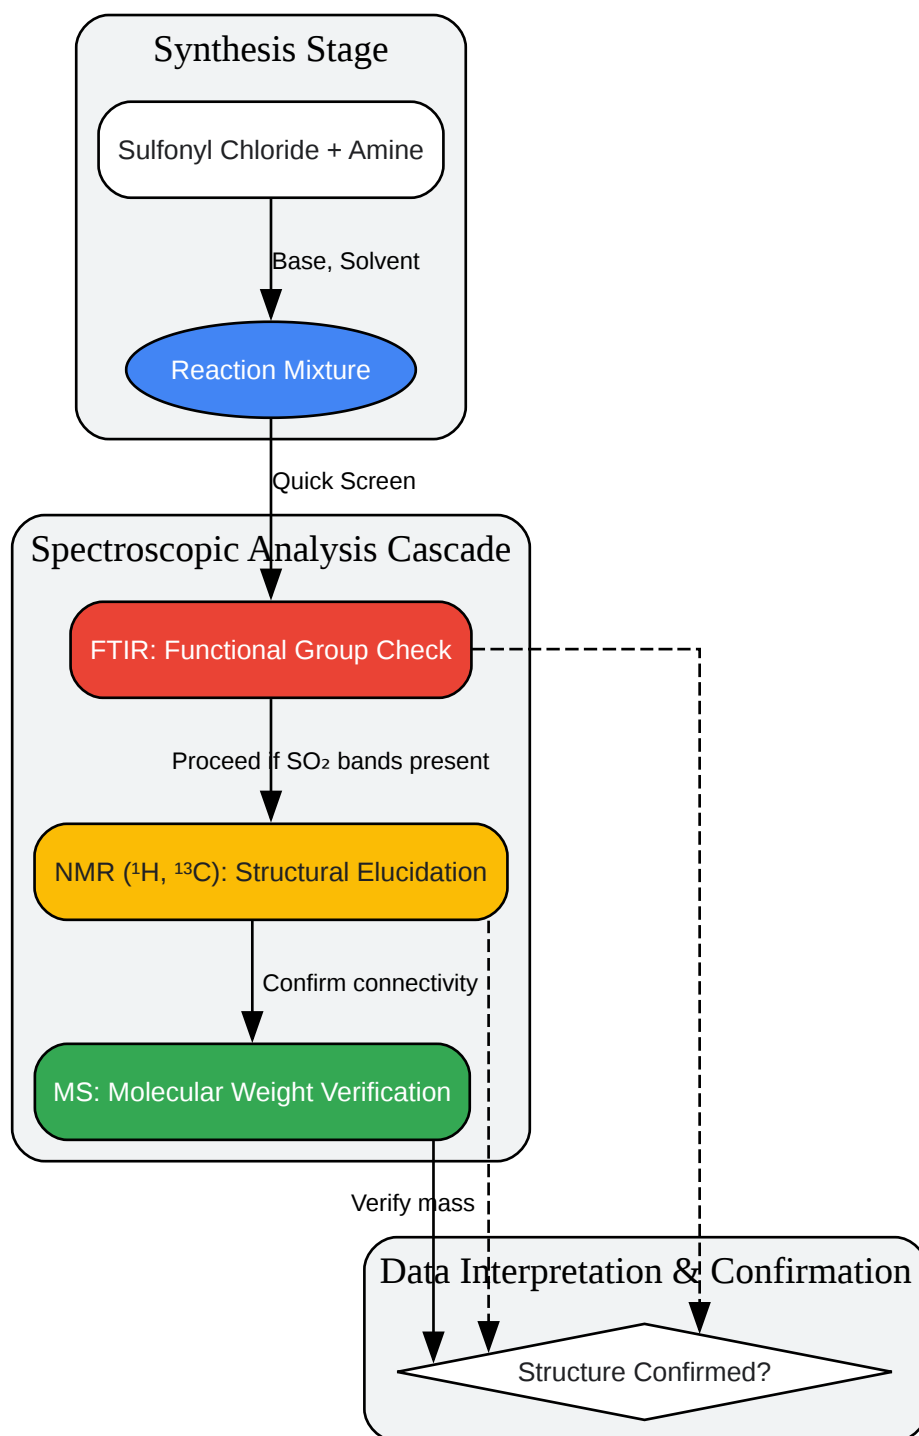 Synthesis Stage
Sulfonyl Chloride + Amine
Base, Solvent
Reaction Mixture
Quick Screen
Spectroscopic Analysis Cascade
FTIR: Functional Group Check
Proceed if SO₂ bands present
NMR (¹H, ¹³C): Structural Elucidation
Confirm connectivity
MS: Molecular Weight Verification
Verify mass
Data Interpretation & Confirmation
Structure Confirmed?